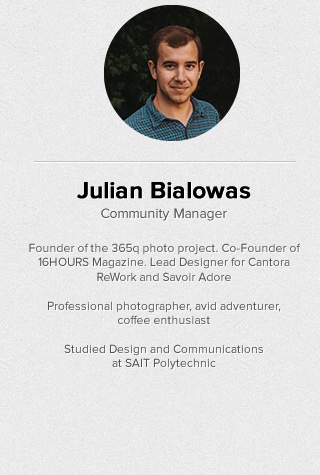 Julian Bialowas
Community Manager
Founder of the 365q photo project. Co-Founder of
16HOURS Magazine. Lead Designer for Cantora
ReWork and Savoir Adore
Professional photographer, avid adventurer,
coffee enthusiast
Studied Design and Communications
at SAIT Polytechnic